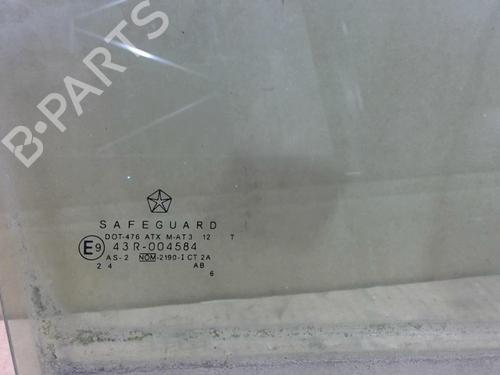 B-PARTS
SAFEGUARD
DOT-476 ATX M-AT3 12 7
E9 43R-004584
AS-2 NOM-2190-I CT 2A
2 4 AB
6